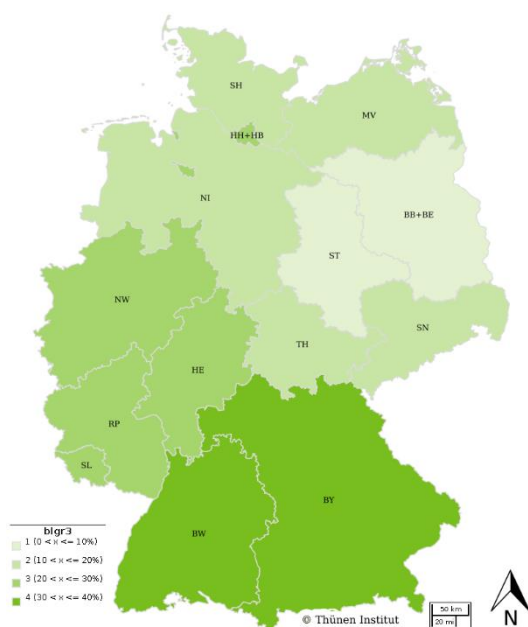 SH
MV
HH+HB
NI
BB+BE
ST
NW
SN
TH
HE
RP
SL
BY
BW
blgr3
1 (0 < x <= 10%)
2 (10 < x <= 20%)
3 (20 < x <= 30%)
4 (30 < x <= 40%)
© Thünen Institut
50 km
20 mi
N